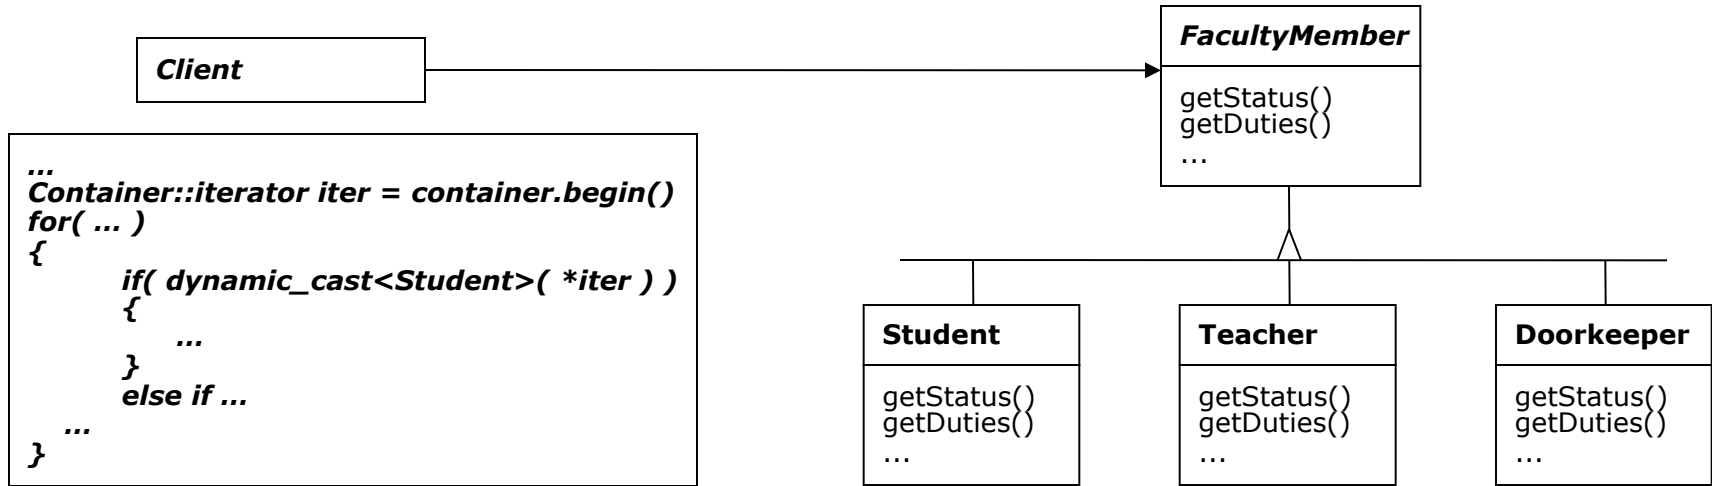 Client
FacultyMember
getStatus()
getDuties()
...
...
Container::iterator iter = container.begin()
for( ... )
{
if( dynamic_cast<Student>( *iter ) )
{
...
}
else if ...
...
}
Student
getStatus()
getDuties()
...
Teacher
getStatus()
getDuties()
...
Doorkeeper
getStatus()
getDuties()
...